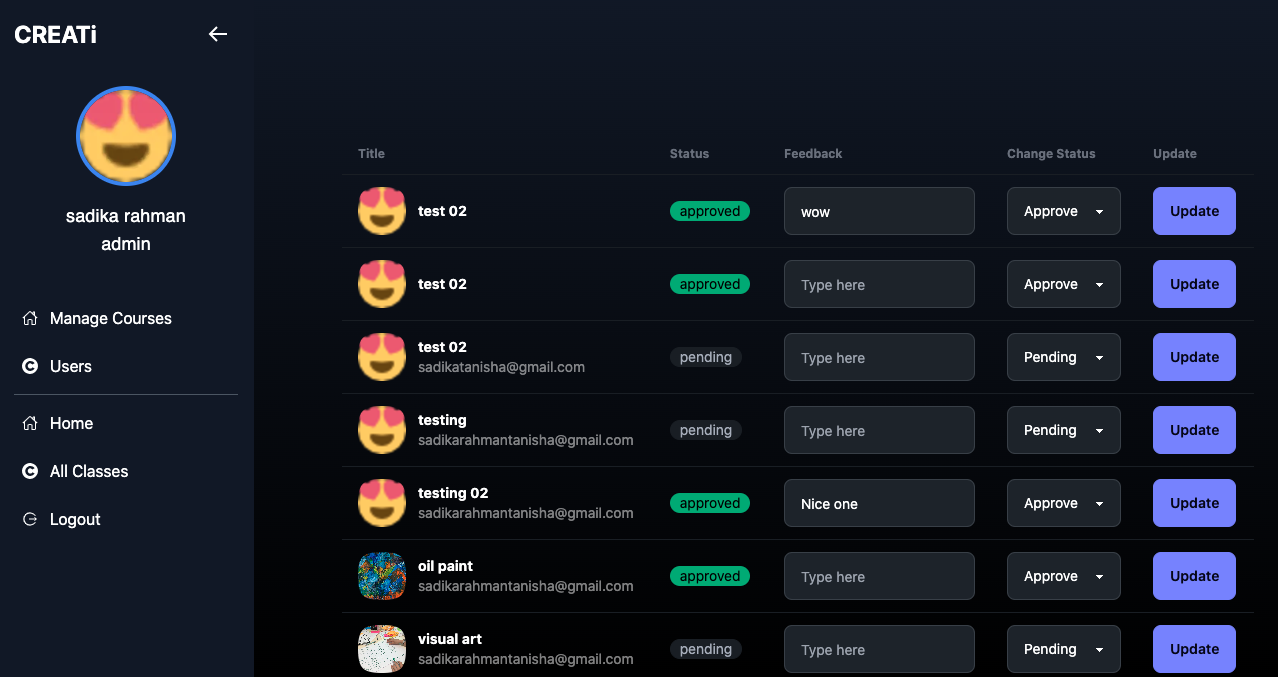 CREATi
sadika rahman
admin
Manage Courses
Users
Home
All Classes
Logout
Title Status Feedback Change Status Update
test 02 approved wow Approve Update
test 02 approved Type here Approve Update
test 02
sadikatanisha@gmail.com pending Type here Pending Update
testing
sadikarahmantanisha@gmail.com pending Type here Pending Update
testing 02
sadikarahmantanisha@gmail.com approved Nice one Approve Update
oil paint
sadikarahmantanisha@gmail.com approved Type here Approve Update
visual art
sadikarahmantanisha@gmail.com pending Type here Pending Update